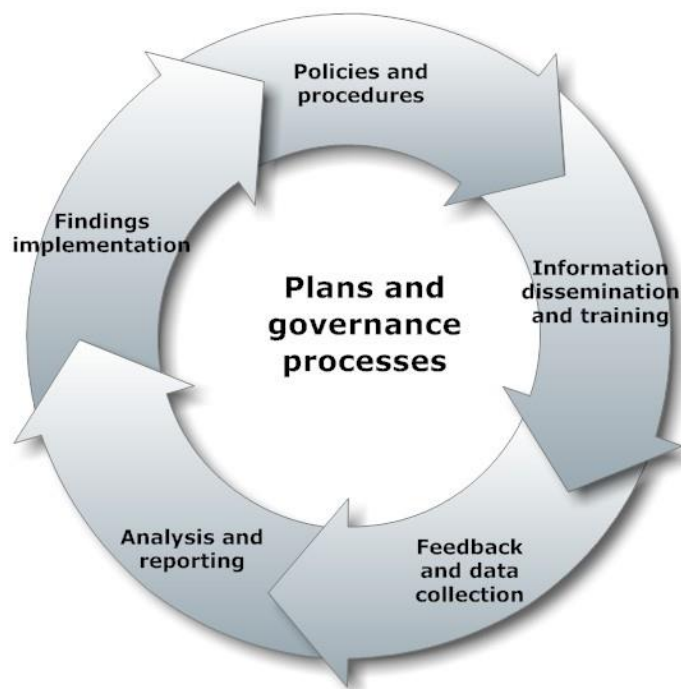 Policies and
procedures
Information
dissemination
and training
Feedback
and data
collection
Analysis and
reporting
Findings
implementation
Plans and
governance
processes